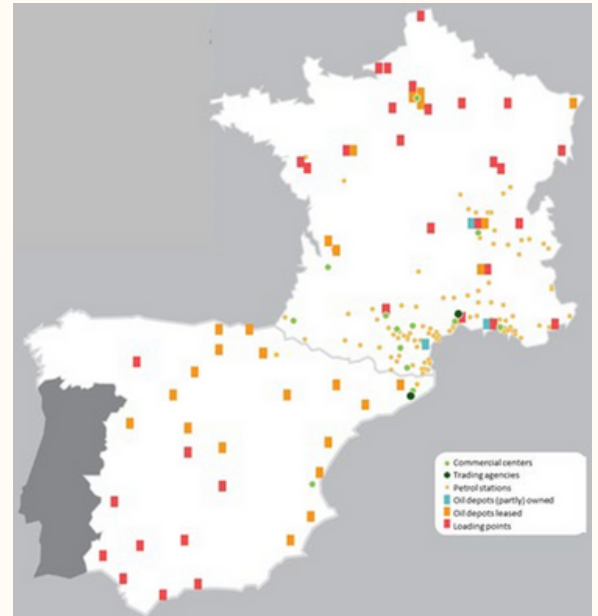 Commercial centers
Trading agencies
Petrol stations
Oil depots (partly) owned
Oil depots leased
Loading points